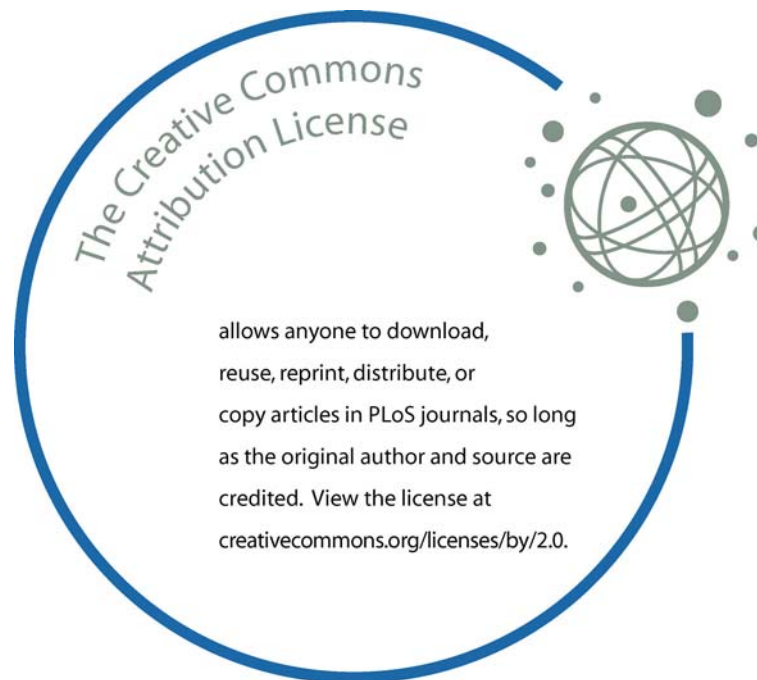 The Creative Commons
Attribution License
allows anyone to download,
reuse, reprint, distribute, or
copy articles in PLoS journals, so long
as the original author and source are
credited. View the license at
creativecommons.org/licenses/by/2.0.